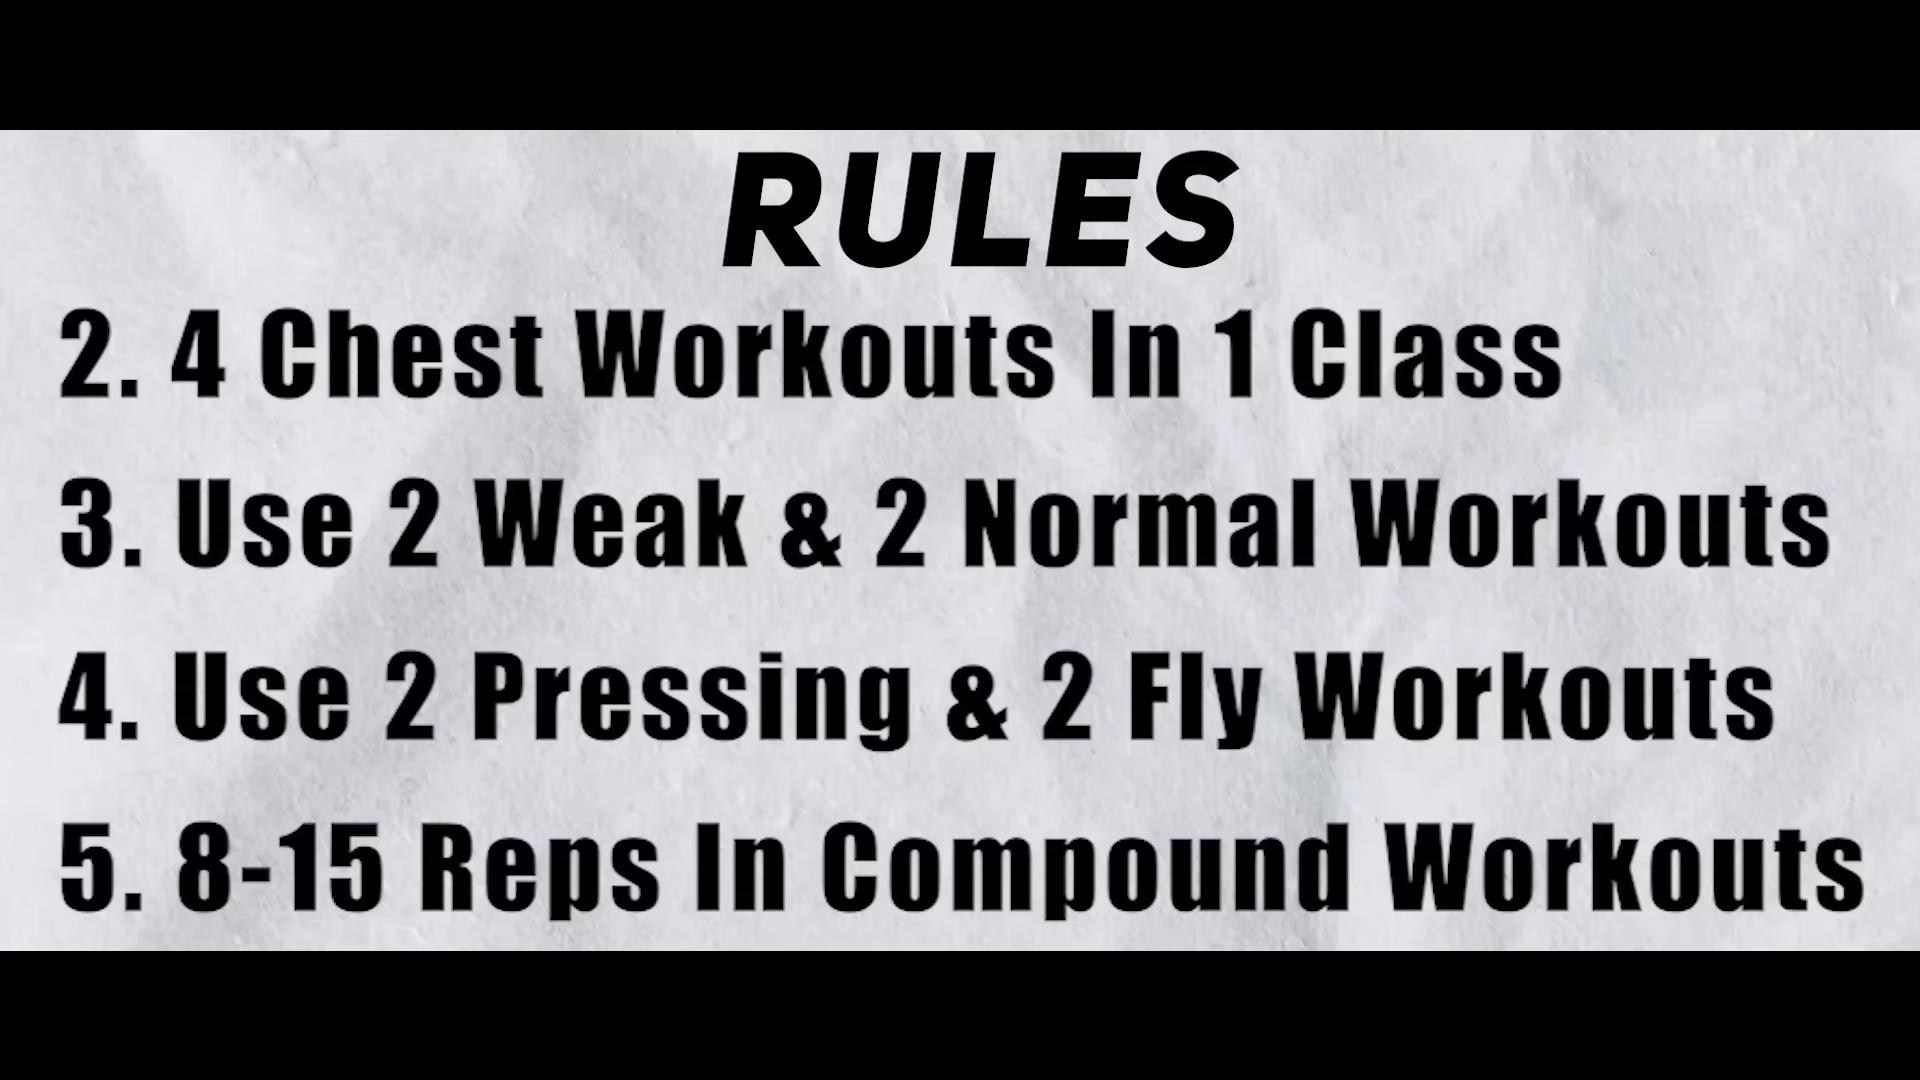 RULES
2. 4 Chest Workouts In 1 Class
3. Use 2 Weak & 2 Normal Workouts
4. Use 2 Pressing & 2 Fly Workouts
5. 8-15 Reps In Compound Workouts